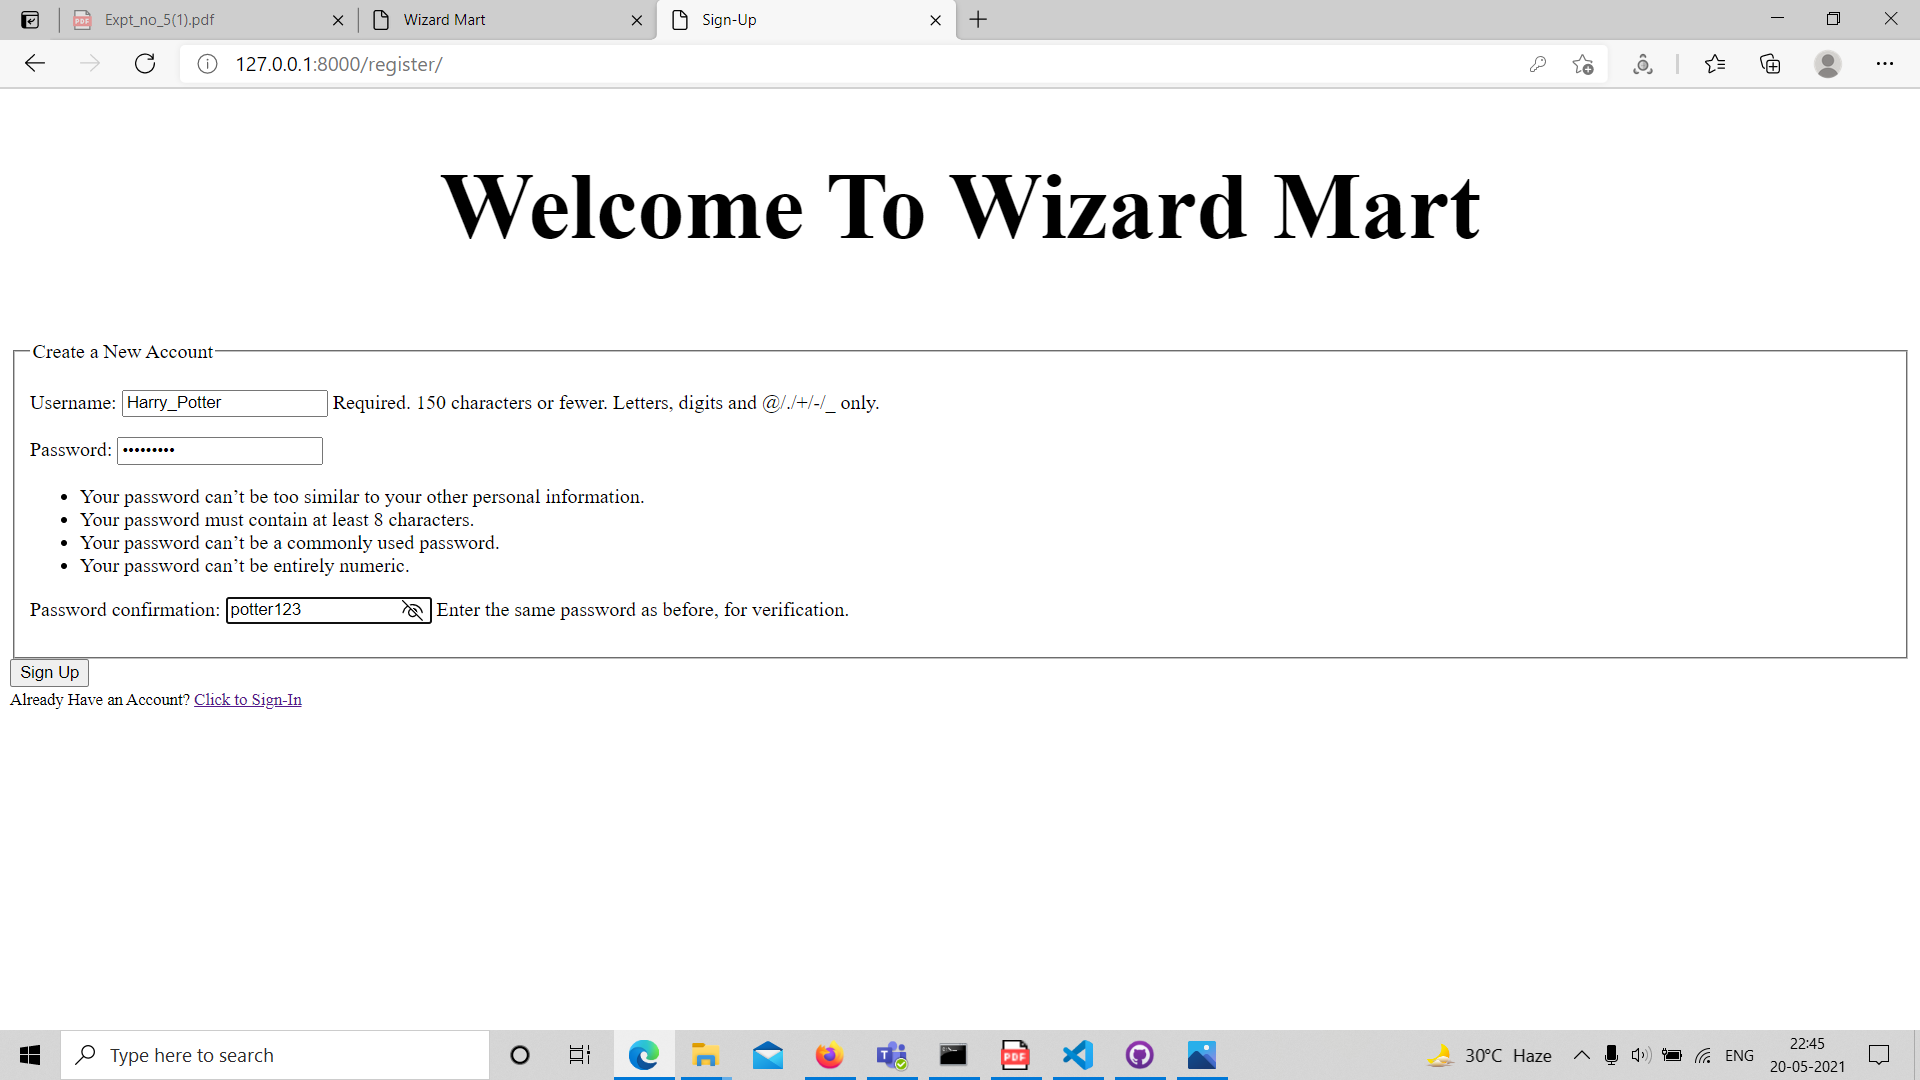 Expt_no_5(1).pdf
Wizard Mart
Sign-Up
127.0.0.1:8000/register/
Welcome To Wizard Mart
Create a New Account
Username: Harry_Potter Required. 150 characters or fewer. Letters, digits and @/./+/-/_ only.
Password: •••••••••
• Your password can’t be too similar to your other personal information.
• Your password must contain at least 8 characters.
• Your password can’t be a commonly used password.
• Your password can’t be entirely numeric.
Password confirmation: potter123 Enter the same password as before, for verification.
Sign Up
Already Have an Account? Click to Sign-In
Type here to search
PDF
30°C Haze
ENG
22:45
20-05-2021